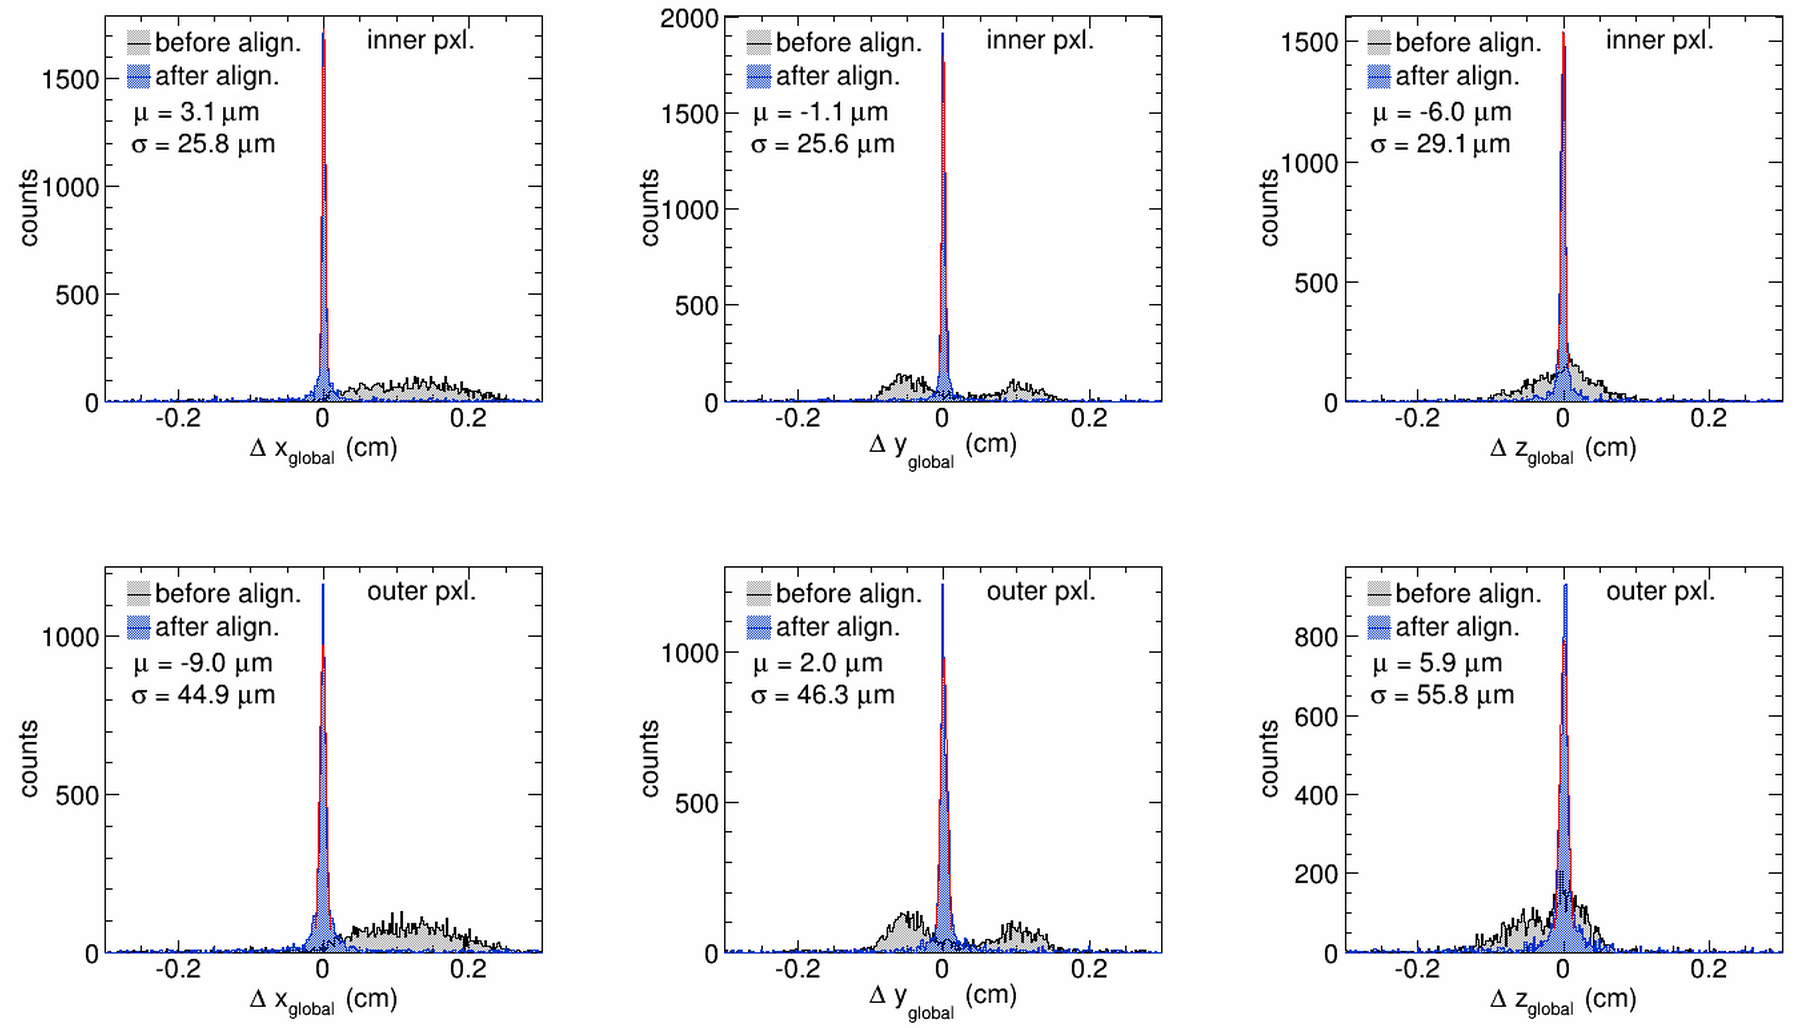 before align.
inner pxl.
after align.
μ = 3.1 μm
σ = 25.8 μm
1500
1000
500
0
counts
-0.2
0
0.2
Δ xglobal (cm)
before align.
inner pxl.
after align.
μ = -1.1 μm
σ = 25.6 μm
2000
1500
1000
500
0
counts
-0.2
0
0.2
Δ yglobal (cm)
before align.
inner pxl.
after align.
μ = -6.0 μm
σ = 29.1 μm
1500
1000
500
0
counts
-0.2
0
0.2
Δ zglobal (cm)
before align.
outer pxl.
after align.
μ = -9.0 μm
σ = 44.9 μm
1000
500
0
counts
-0.2
0
0.2
Δ xglobal (cm)
before align.
outer pxl.
after align.
μ = 2.0 μm
σ = 46.3 μm
1000
500
0
counts
-0.2
0
0.2
Δ yglobal (cm)
before align.
outer pxl.
after align.
μ = 5.9 μm
σ = 55.8 μm
800
600
400
200
0
counts
-0.2
0
0.2
Δ zglobal (cm)